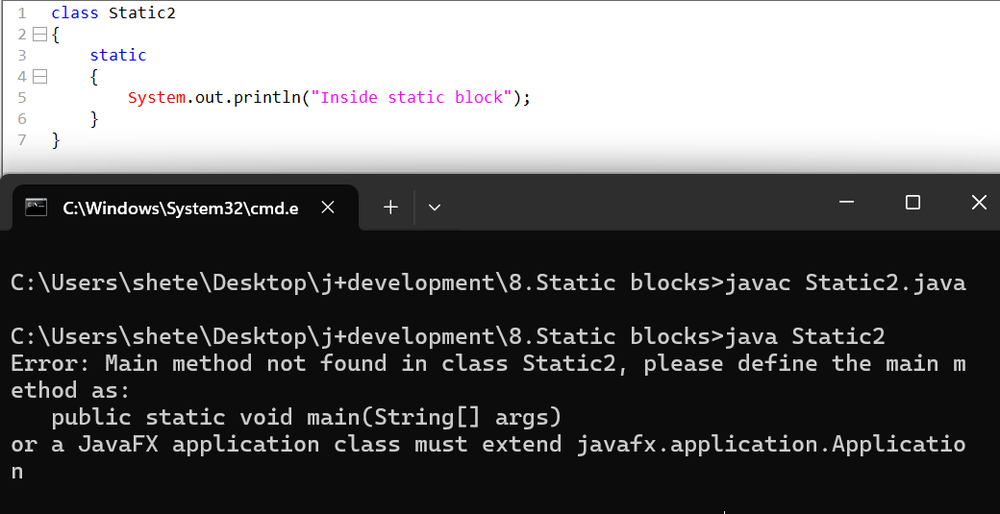 1 class Static2
2 {
3 static
4 {
5 System.out.println("Inside static block");
6 }
7 }
C:\Windows\System32\cmd.e
C:\Users\shete\Desktop\j+development\8.Static blocks>javac Static2.java
C:\Users\shete\Desktop\j+development\8.Static blocks>java Static2
Error: Main method not found in class Static2, please define the main m
ethod as:
public static void main(String[] args)
or a JavaFX application class must extend javafx.application.Applicatio
n